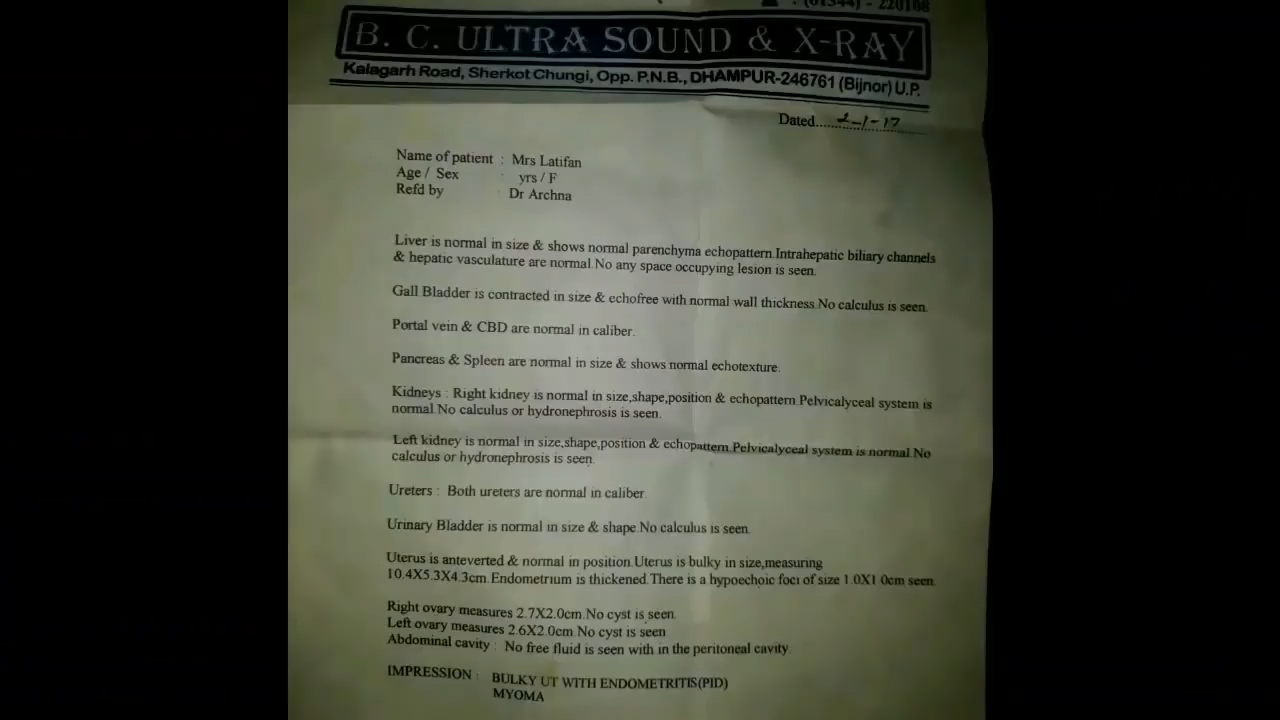 : (01344) - 220108
B. C. ULTRA SOUND & X-RAY
Kalagarh Road, Sherkot Chungi, Opp. P.N.B., DHAMPUR-246761 (Bijnor) U.P.
Dated......2-1-17
Name of patient : Mrs Latifan
Age / Sex : yrs / F
Refd by : Dr Archna
Liver is normal in size & shows normal parenchyma echopattern.Intrahepatic biliary channels
& hepatic vasculature are normal.No any space occupying lesion is seen.
Gall Bladder is contracted in size & echofree with normal wall thickness.No calculus is seen.
Portal vein & CBD are normal in caliber.
Pancreas & Spleen are normal in size & shows normal echotexture.
Kidneys : Right kidney is normal in size,shape,position & echopattern.Pelvicalyceal system is
normal.No calculus or hydronephrosis is seen.
Left kidney is normal in size,shape,position & echopattern.Pelvicalyceal system is normal.No
calculus or hydronephrosis is seen.
Ureters : Both ureters are normal in caliber.
Urinary Bladder is normal in size & shape.No calculus is seen.
Uterus is anteverted & normal in position.Uterus is bulky in size,measuring
10.4X5.3X4.3cm.Endometrium is thickened.There is a hypoechoic foci of size 1.0X1.0cm seen.
Right ovary measures 2.7X2.0cm.No cyst is seen.
Left ovary measures 2.6X2.0cm.No cyst is seen
Abdominal cavity : No free fluid is seen with in the peritoneal cavity.
IMPRESSION : BULKY UT WITH ENDOMETRITIS(PID)
MYOMA